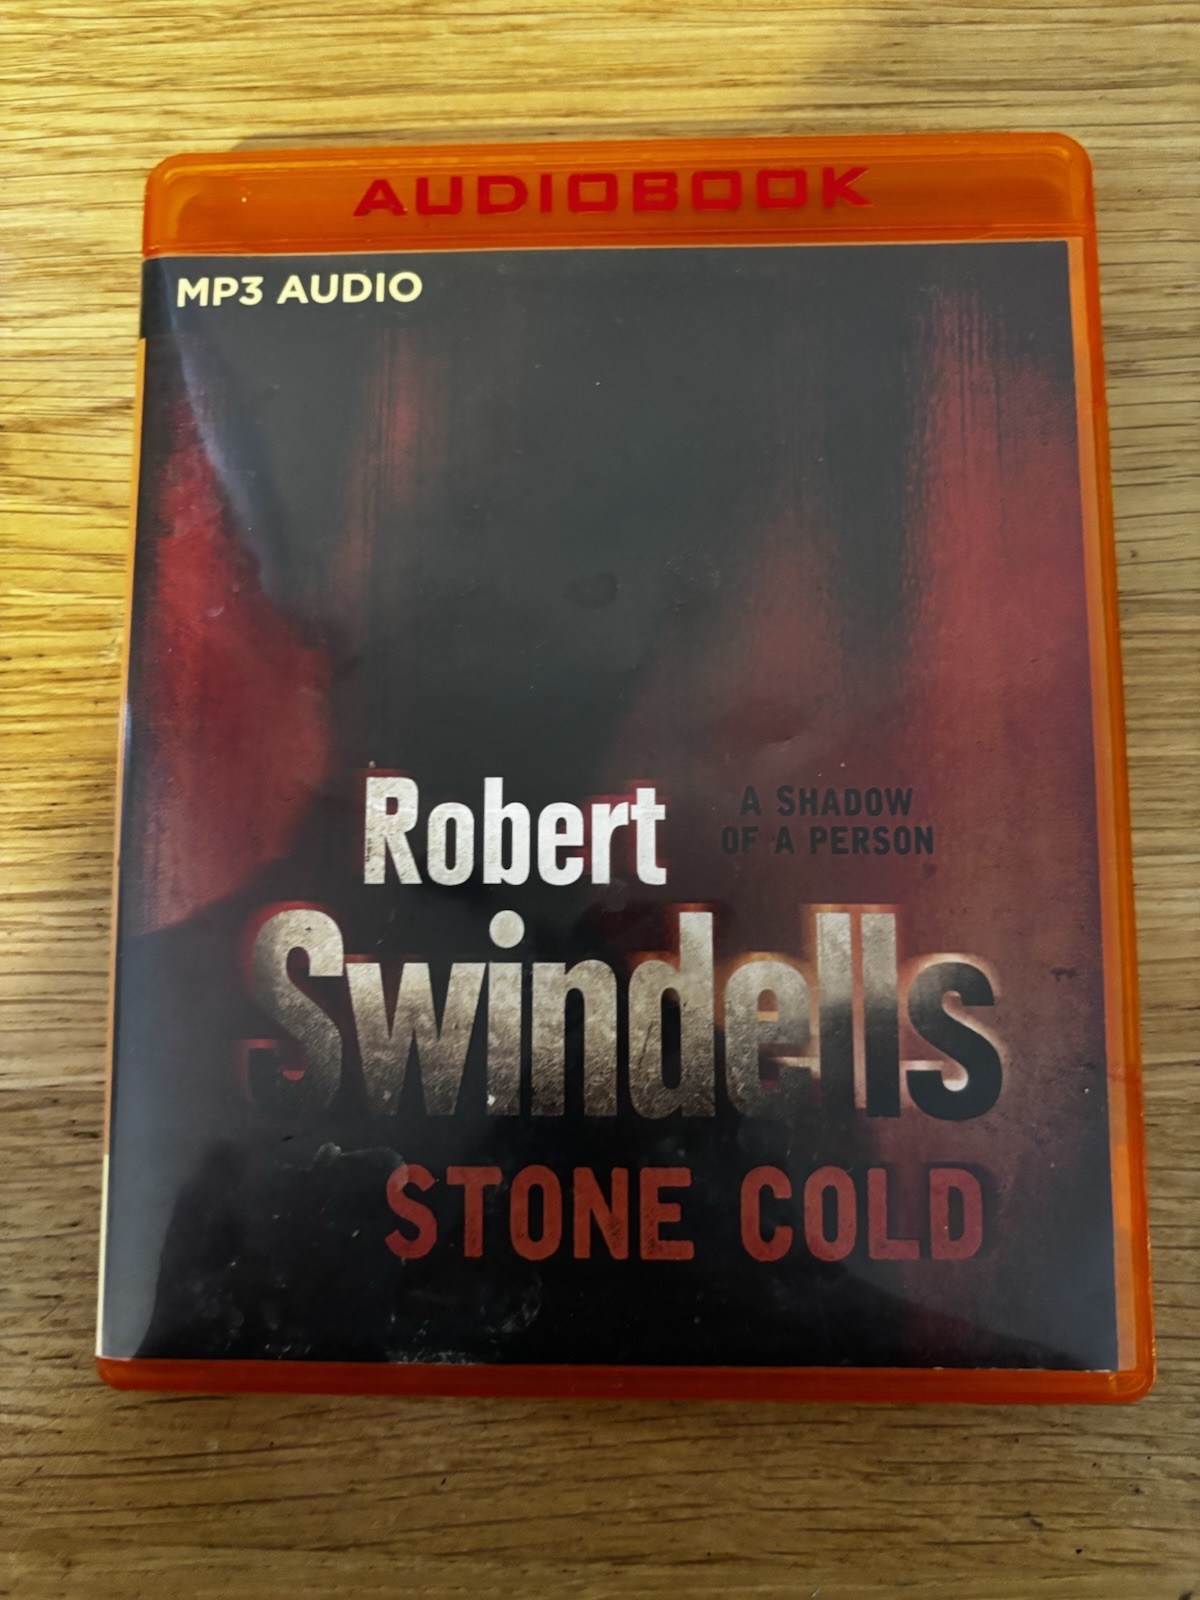 AUDIOBOOK
MP3 AUDIO
Robert
A SHADOW
OF A PERSON
Swindells
STONE COLD